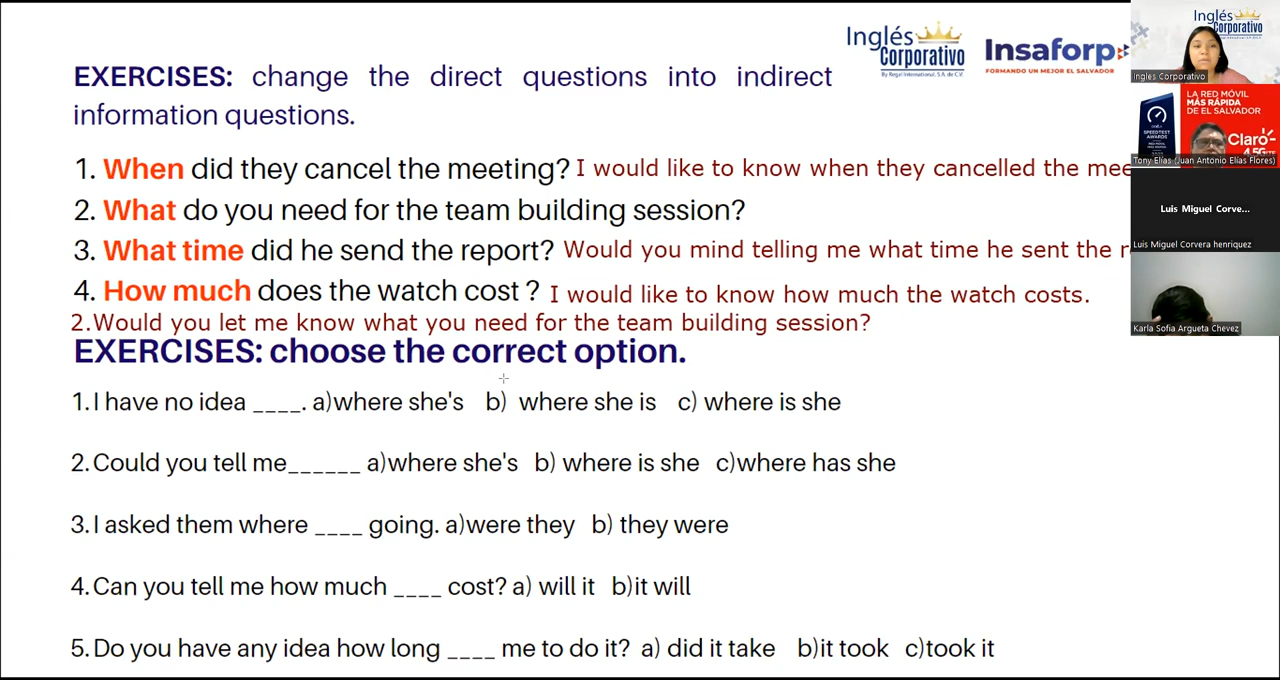 Inglés Corporativo
By Regal International, S.A. de C.V.
Insaforp
FORMANDO UN MEJOR EL SALVADOR
EXERCISES: change the direct questions into indirect
information questions.
1. When did they cancel the meeting? I would like to know when they cancelled the mee
2. What do you need for the team building session?
3. What time did he send the report? Would you mind telling me what time he sent the r
4. How much does the watch cost ? I would like to know how much the watch costs.
2.Would you let me know what you need for the team building session?
EXERCISES: choose the correct option.
1. I have no idea ____. a)where she's b) where she is c) where is she
2. Could you tell me______ a)where she's b) where is she c)where has she
3. I asked them where ____ going. a)were they b) they were
4. Can you tell me how much ____ cost? a) will it b)it will
5. Do you have any idea how long ____ me to do it? a) did it take b)it took c)took it
Inglés
Corporativo
Ingles Corporativo
LA RED MÓVIL
MÁS RÁPIDA
DE EL SALVADOR
SPEEDTEST
AWARDS
Claro
4.5G
Tony Elías (Juan Antonio Elías Flores)
Luis Miguel Corve...
Luis Miguel Corvera henriquez
Karla Sofia Argueta Chevez